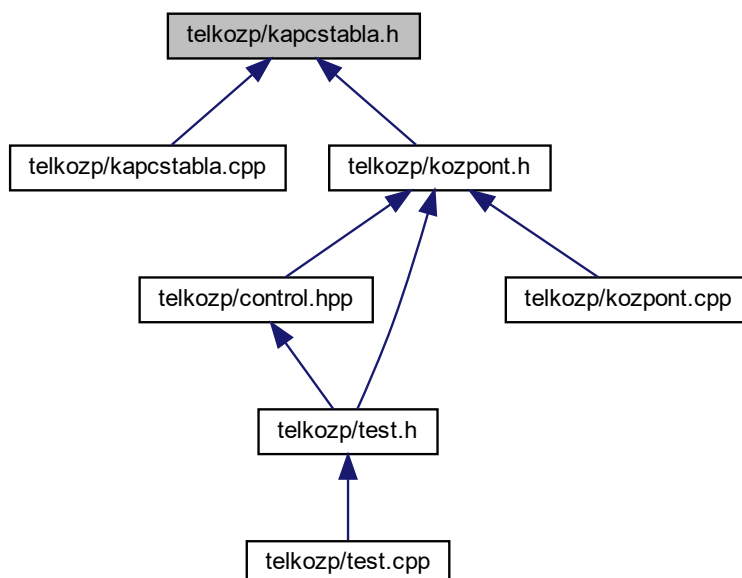 telkozp/kapcstabla.h
telkozp/kapcstabla.cpp
telkozp/kozpont.h
telkozp/control.hpp
telkozp/kozpont.cpp
telkozp/test.h
telkozp/test.cpp